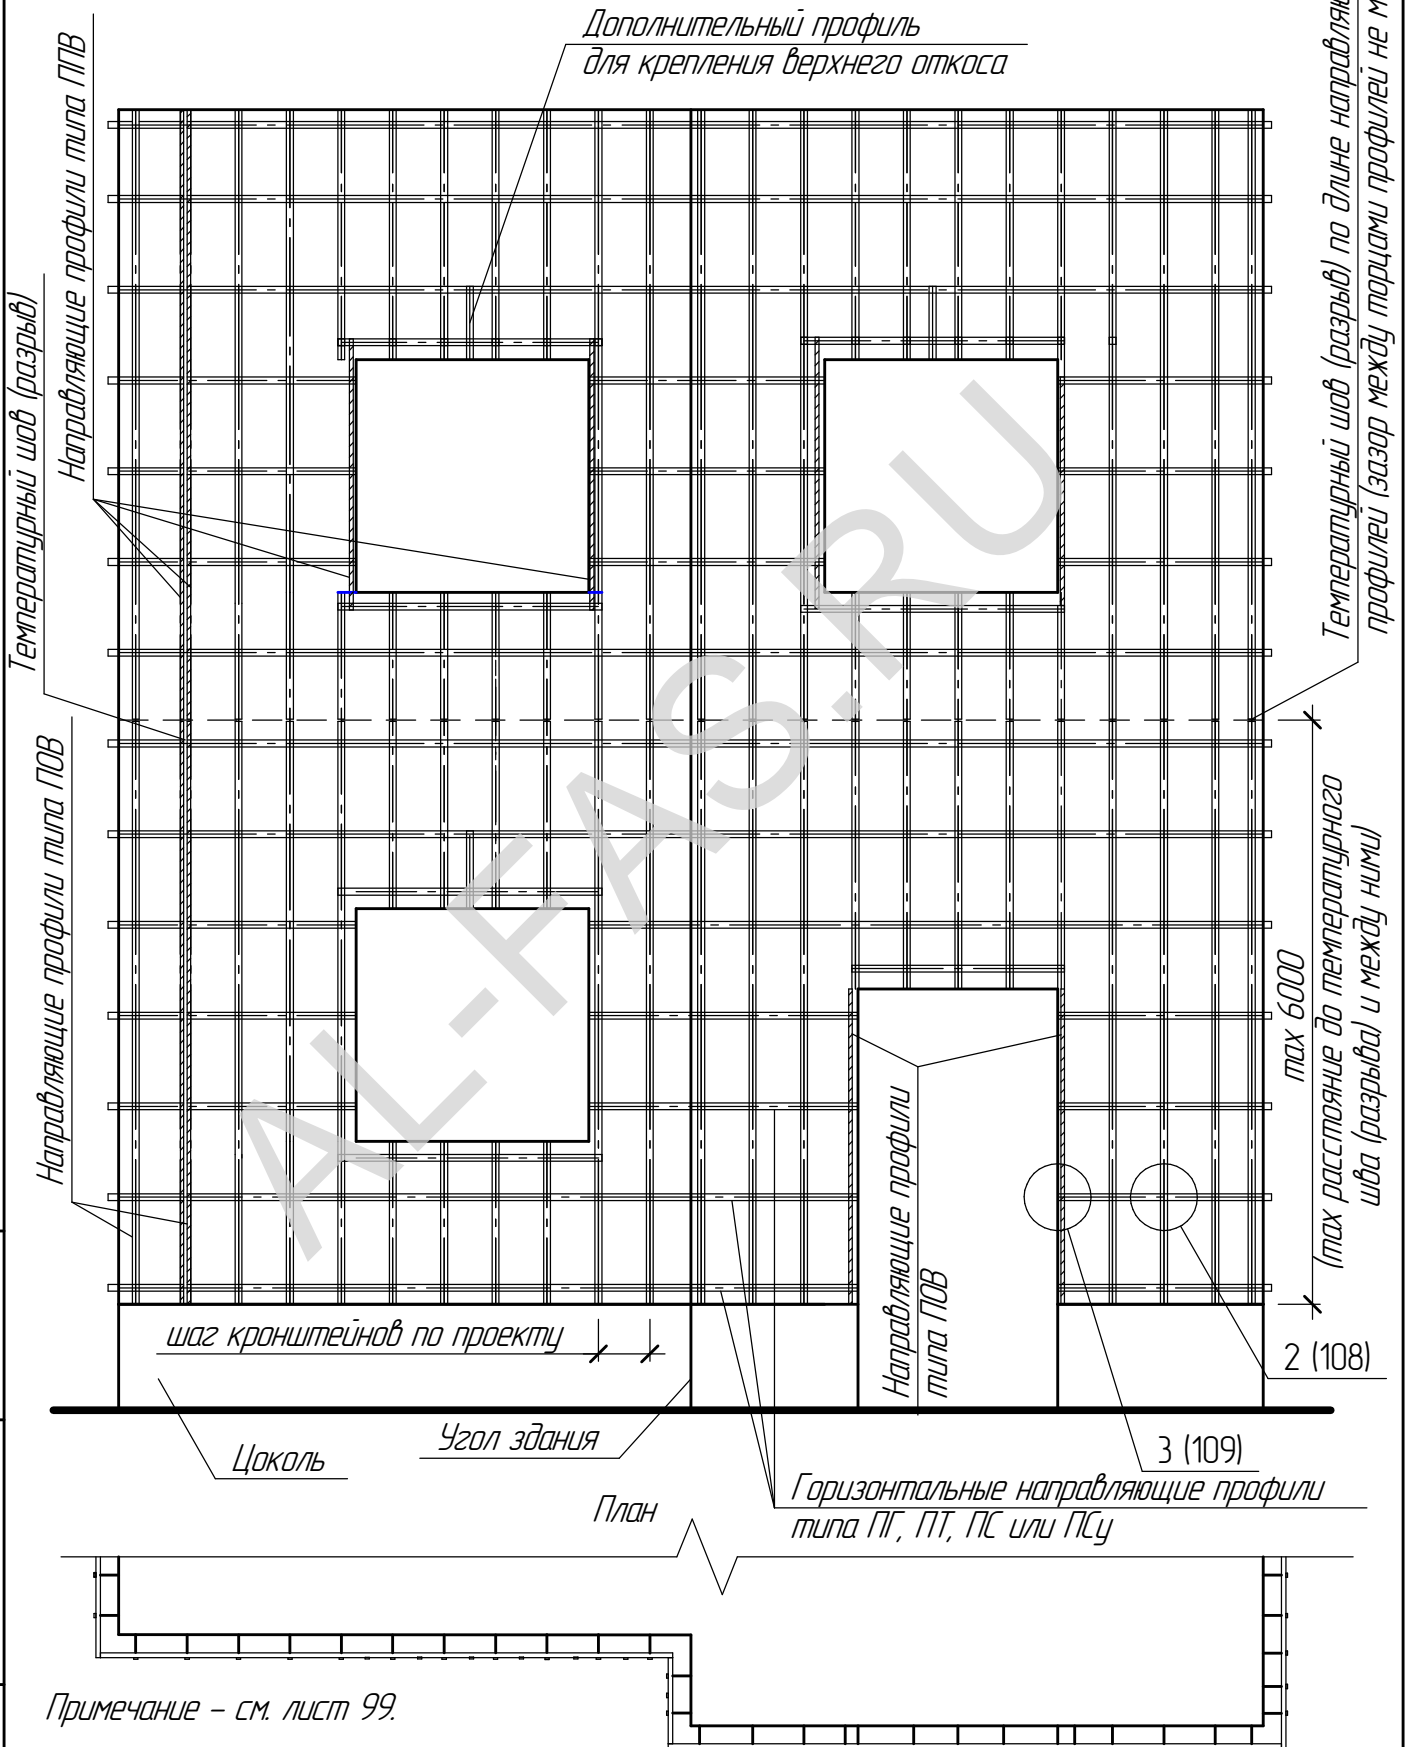 Дополнительный профиль
для крепления верхнего откоса
Направляющие профили типа ППВ
Температурный шов (разрыв)
Направляющие профили типа ПОВ
Температурный шов (разрыв) по длине
профилей (зазор между торцами профилей не
max 6000
(max расстояние до температурного
шва (разрыва) и между ними)
Направляющие профили
типа ПОВ
шаг кронштейнов по проекту
2 (108)
3 (109)
Цоколь
Угол здания
Горизонтальные направляющие профили
типа ПГ, ПТ, ПС или ПСу
План
Примечание – см. лист 99.
AL-FAS.RU